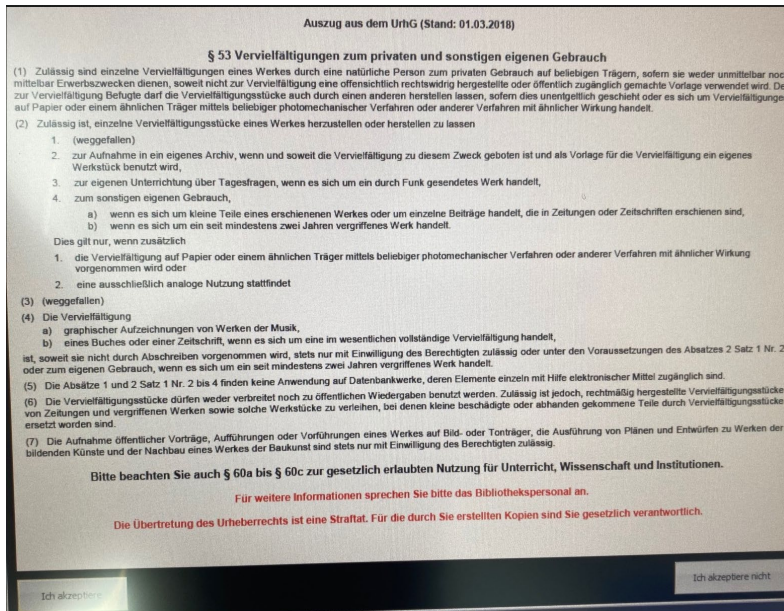 Auszug aus dem UrhG (Stand: 01.03.2018)
§ 53 Vervielfältigungen zum privaten und sonstigen eigenen Gebrauch
(1) Zulässig sind einzelne Vervielfältigungen eines Werkes durch eine natürliche Person zum privaten Gebrauch auf beliebigen Trägern, sofern sie weder unmittelbar noc
mittelbar Erwerbszwecken dienen, soweit nicht zur Vervielfältigung eine offensichtlich rechtswidrig hergestellte oder öffentlich zugänglich gemachte Vorlage verwendet wird. De
zur Vervielfältigung Befugte darf die Vervielfältigungsstücke auch durch einen anderen herstellen lassen, sofern dies unentgeltlich geschieht oder es sich um Vervielfältigunge
auf Papier oder einem ähnlichen Träger mittels beliebiger photomechanischer Verfahren oder anderer Verfahren mit ähnlicher Wirkung handelt.
(2) Zulässig ist, einzelne Vervielfältigungsstücke eines Werkes herzustellen oder herstellen zu lassen
1. (weggefallen)
2. zur Aufnahme in ein eigenes Archiv, wenn und soweit die Vervielfältigung zu diesem Zweck geboten ist und als Vorlage für die Vervielfältigung ein eigenes
Werkstück benutzt wird,
3. zur eigenen Unterrichtung über Tagesfragen, wenn es sich um ein durch Funk gesendetes Werk handelt,
4. zum sonstigen eigenen Gebrauch,
a) wenn es sich um kleine Teile eines erschienenen Werkes oder um einzelne Beiträge handelt, die in Zeitungen oder Zeitschriften erschienen sind,
b) wenn es sich um ein seit mindestens zwei Jahren vergriffenes Werk handelt.
Dies gilt nur, wenn zusätzlich
1. die Vervielfältigung auf Papier oder einem ähnlichen Träger mittels beliebiger photomechanischer Verfahren oder anderer Verfahren mit ähnlicher Wirkung
vorgenommen wird oder
2. eine ausschließlich analoge Nutzung stattfindet
(3) (weggefallen)
(4) Die Vervielfältigung
a) graphischer Aufzeichnungen von Werken der Musik,
b) eines Buches oder einer Zeitschrift, wenn es sich um eine im wesentlichen vollständige Vervielfältigung handelt,
ist, soweit sie nicht durch Abschreiben vorgenommen wird, stets nur mit Einwilligung des Berechtigten zulässig oder unter den Voraussetzungen des Absatzes 2 Satz 1 Nr. 2
oder zum eigenen Gebrauch, wenn es sich um ein seit mindestens zwei Jahren vergriffenes Werk handelt.
(5) Die Absätze 1 und 2 Satz 1 Nr. 2 bis 4 finden keine Anwendung auf Datenbankwerke, deren Elemente einzeln mit Hilfe elektronischer Mittel zugänglich sind.
(6) Die Vervielfältigungsstücke dürfen weder verbreitet noch zu öffentlichen Wiedergaben benutzt werden. Zulässig ist jedoch, rechtmäßig hergestellte Vervielfältigungsstücke
von Zeitungen und vergriffenen Werken sowie solche Werkstücke zu verleihen, bei denen kleine beschädigte oder abhanden gekommene Teile durch Vervielfältigungsstücke
ersetzt worden sind.
(7) Die Aufnahme öffentlicher Vorträge, Aufführungen oder Vorführungen eines Werkes auf Bild- oder Tonträger, die Ausführung von Plänen und Entwürfen zu Werken der
bildenden Künste und der Nachbau eines Werkes der Baukunst sind stets nur mit Einwilligung des Berechtigten zulässig.
Bitte beachten Sie auch § 60a bis § 60c zur gesetzlich erlaubten Nutzung für Unterricht, Wissenschaft und Institutionen.
Für weitere Informationen sprechen Sie bitte das Bibliothekspersonal an.
Die Übertretung des Urheberrechts ist eine Straftat. Für die durch Sie erstellten Kopien sind Sie gesetzlich verantwortlich.
Ich akzeptiere
Ich akzeptiere nicht